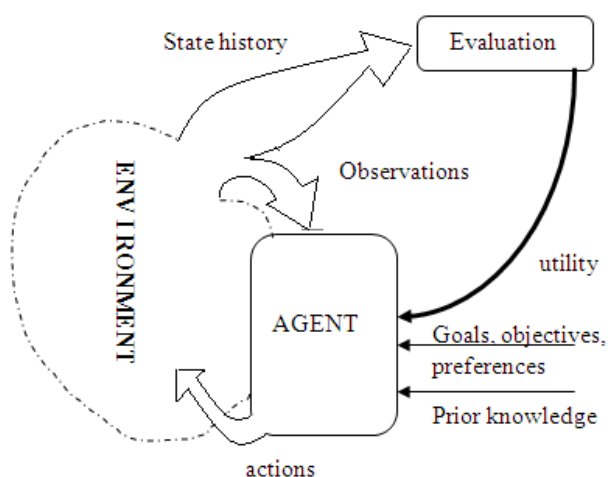 State history
Evaluation
Observations
ENVIRONMENT
utility
AGENT
Goals, objectives,
preferences
Prior knowledge
actions